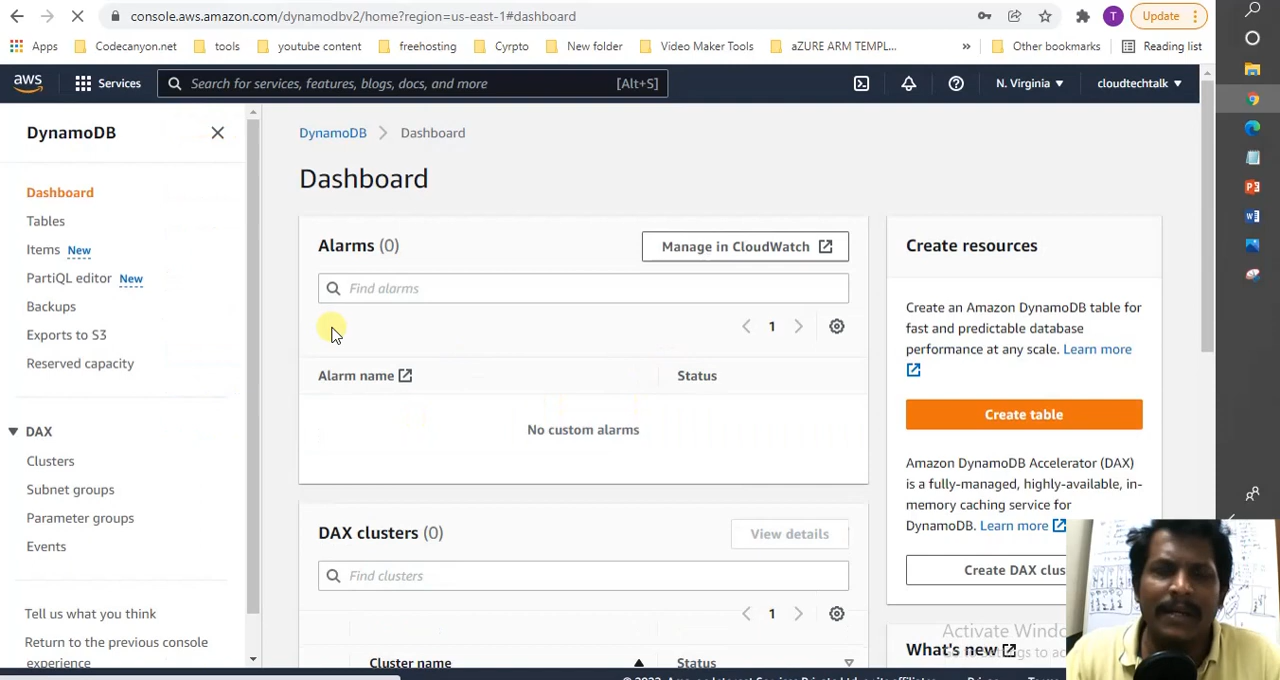 console.aws.amazon.com/dynamodbv2/home?region=us-east-1#dashboard
T
Update
Apps
Codecanyon.net
tools
youtube content
freehosting
Cyrpto
New folder
Video Maker Tools
aZURE ARM TEMPL...
»
Other bookmarks
Reading list
aws
Services
Search for services, features, blogs, docs, and more
[Alt+S]
N. Virginia
cloudtechtalk
DynamoDB
DynamoDB
Dashboard
Dashboard
Dashboard
Tables
Items New
PartiQL editor New
Backups
Exports to S3
Reserved capacity
DAX
Clusters
Subnet groups
Parameter groups
Events
Tell us what you think
Return to the previous console
experience
Alarms (0)
Manage in CloudWatch
Find alarms
1
Alarm name
Status
No custom alarms
DAX clusters (0)
View details
Find clusters
1
Cluster name
Status
Create resources
Create an Amazon DynamoDB table for
fast and predictable database
performance at any scale. Learn more
Create table
Amazon DynamoDB Accelerator (DAX)
is a fully-managed, highly-available, in-
memory caching service for
DynamoDB. Learn more
Create DAX clus
What's new
Activate Windo